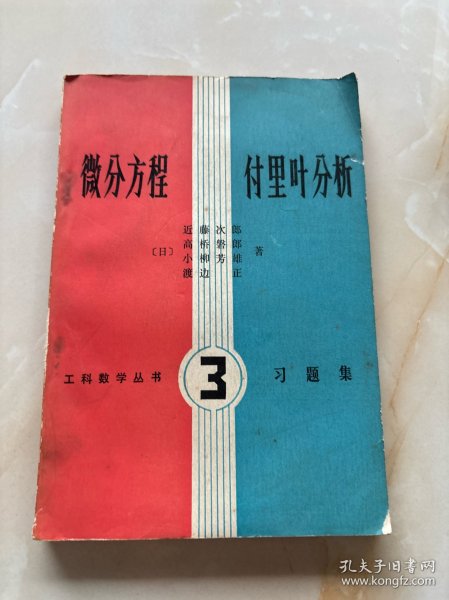 微分方程 付里叶分析
近藤次郎
高桥磐郎
〔日〕 小柳芳雄 著
渡边正
工科数学丛书 3 习题集
孔夫子旧书网
www.kongfz.com